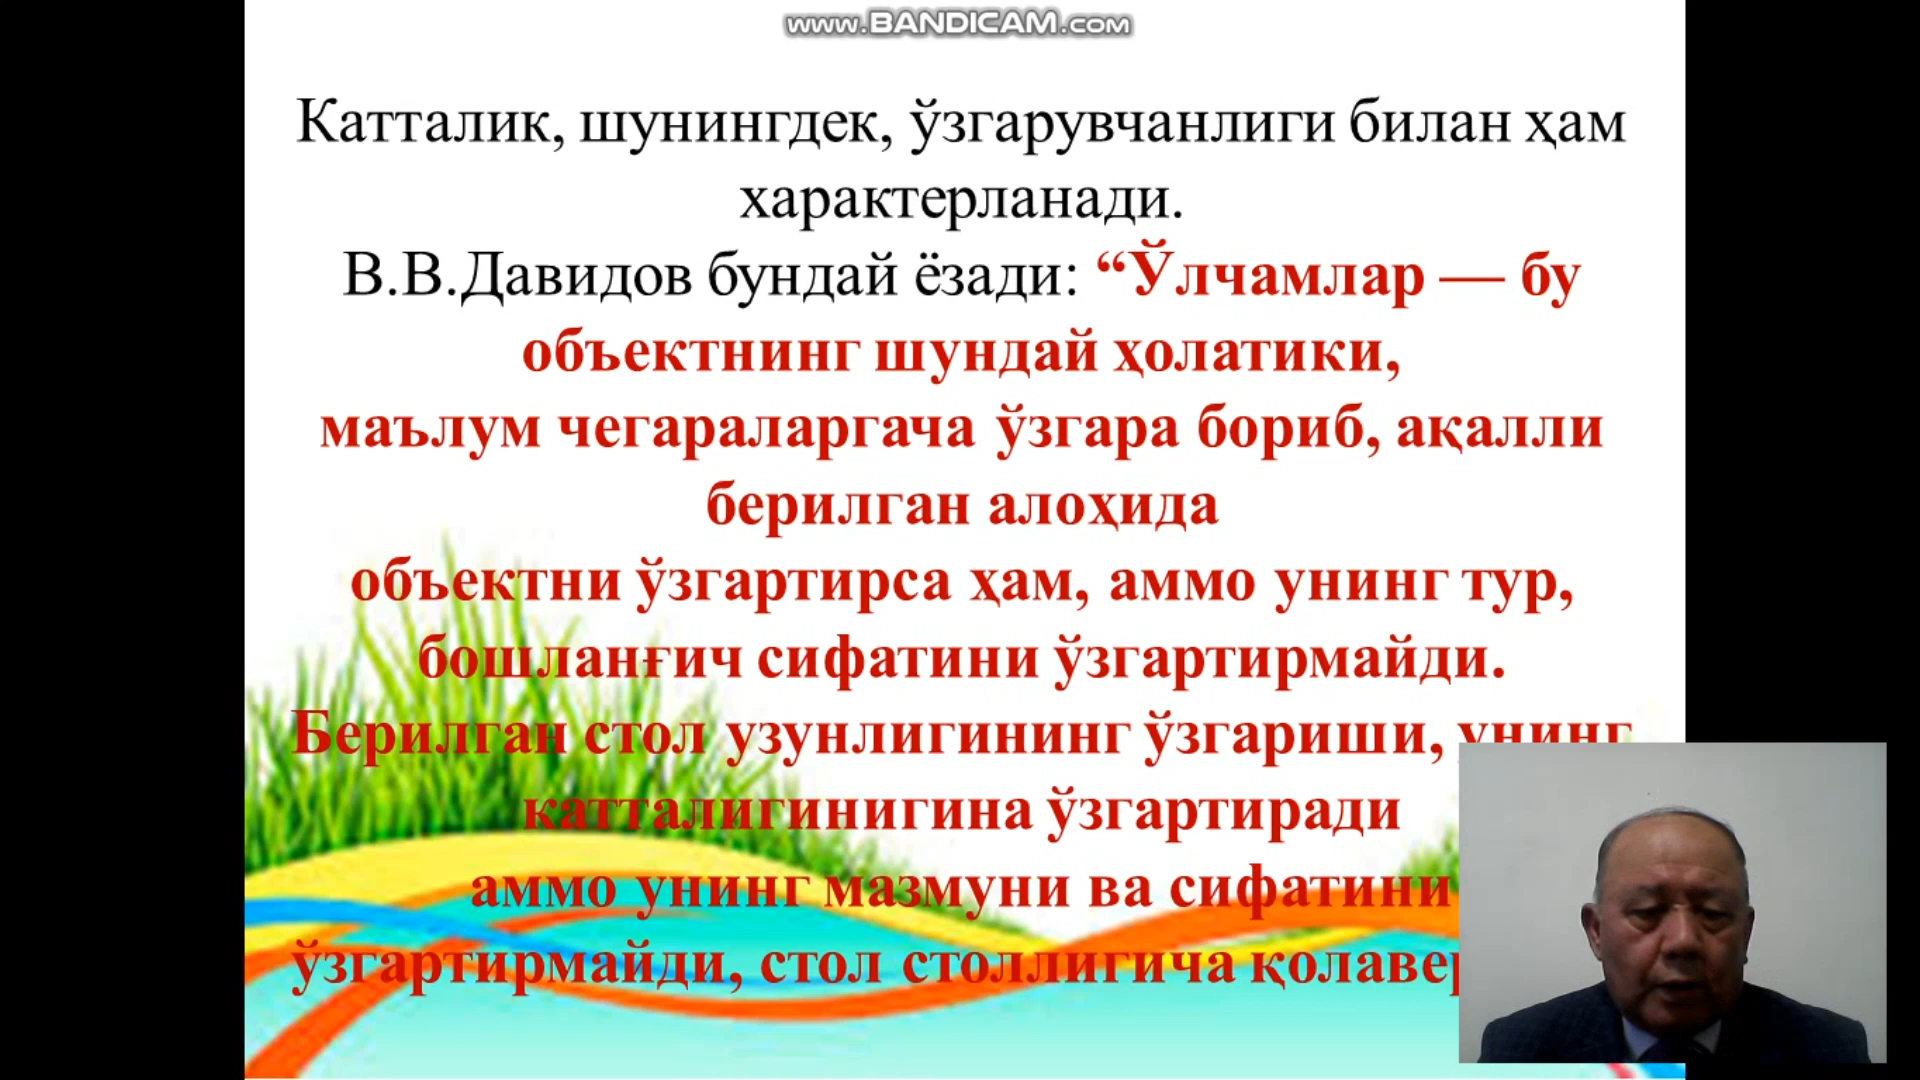 www.BANDICAM.com
Катталик, шунингдек, ўзгарувчанлиги билан ҳам
характерланади.
В.В.Давидов бундай ёзади: “Ўлчамлар — бу
объектнинг шундай ҳолатики,
маълум чегараларгача ўзгара бориб, ақалли
берилган алоҳида
объектни ўзгартирса ҳам, аммо унинг тур,
бошланғич сифатини ўзгартирмайди.
Берилган стол узунлигининг ўзгариши, унинг
катталигинигина ўзгартиради
аммо унинг мазмуни ва сифатини
ўзгартирмайди, стол столлигича